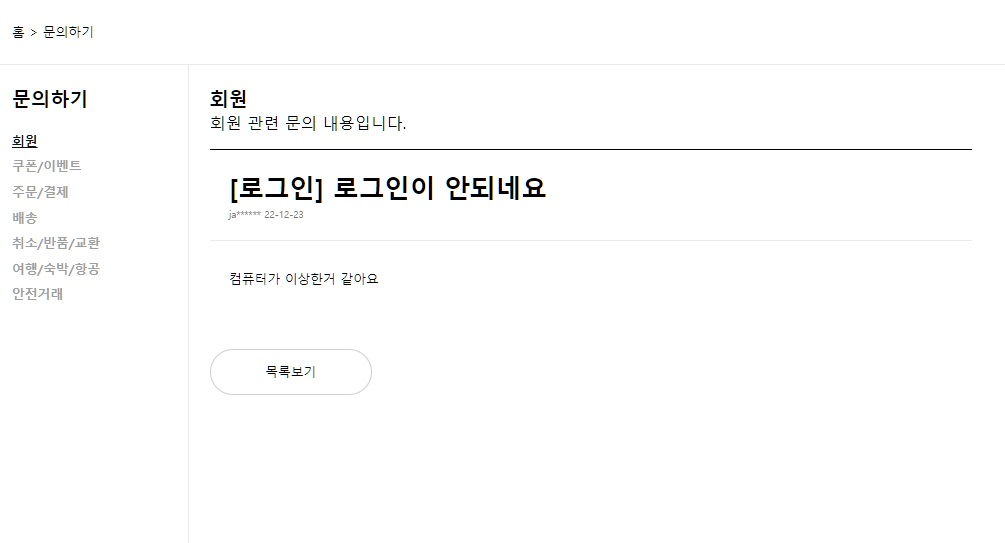 홈 > 문의하기
문의하기
회원
쿠폰/이벤트
주문/결제
배송
취소/반품/교환
여행/숙박/항공
안전거래
회원
회원 관련 문의 내용입니다.
[로그인] 로그인이 안되네요
ja****** 22-12-23
컴퓨터가 이상한거 같아요
목록보기